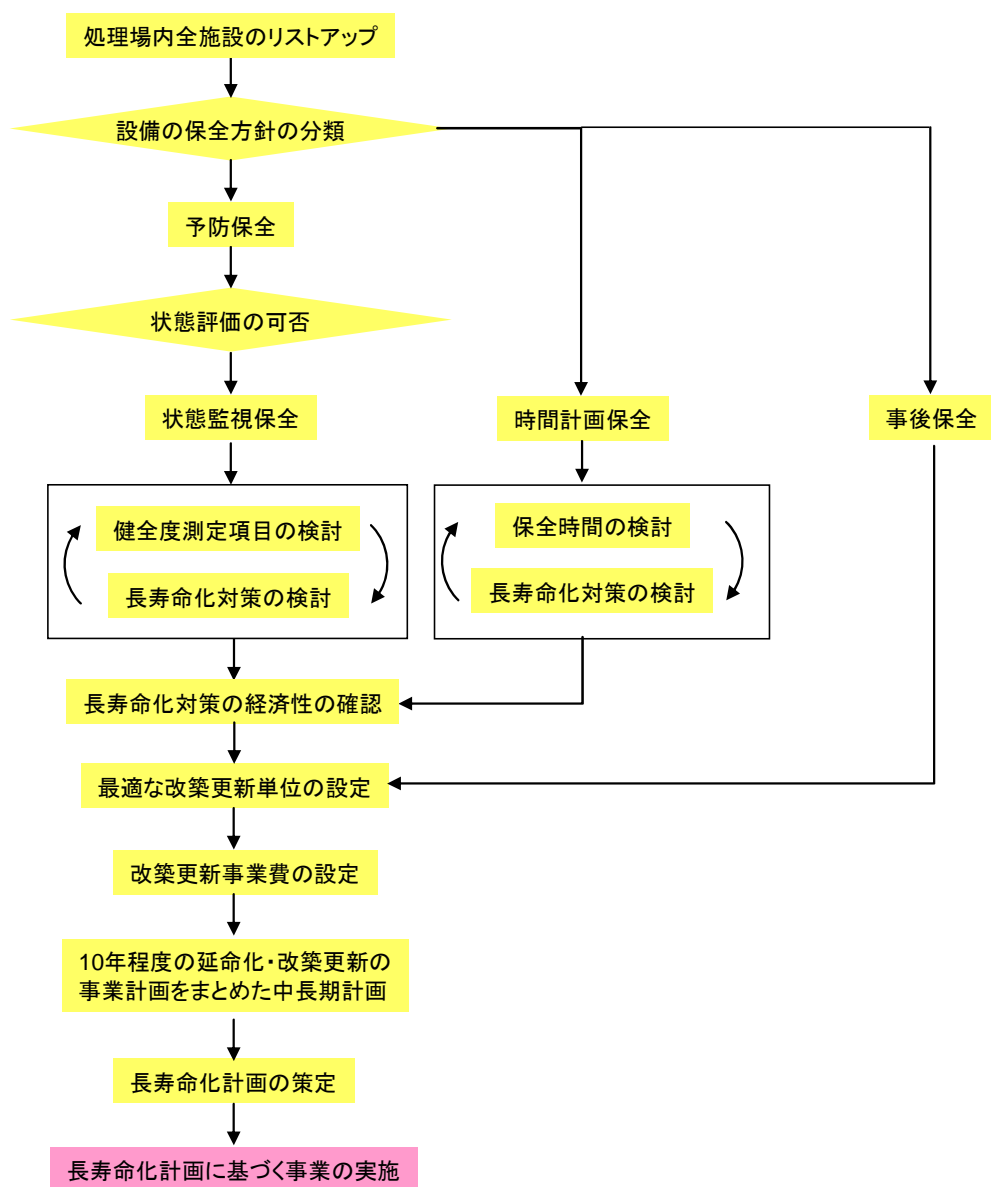 処理場内全施設のリストアップ
設備の保全方針の分類
予防保全
状態評価の可否
状態監視保全
時間計画保全
事後保全
健全度測定項目の検討
長寿命化対策の検討
保全時間の検討
長寿命化対策の検討
長寿命化対策の経済性の確認
最適な改築更新単位の設定
改築更新事業費の設定
10年程度の延命化・改築更新の
事業計画をまとめた中長期計画
長寿命化計画の策定
長寿命化計画に基づく事業の実施